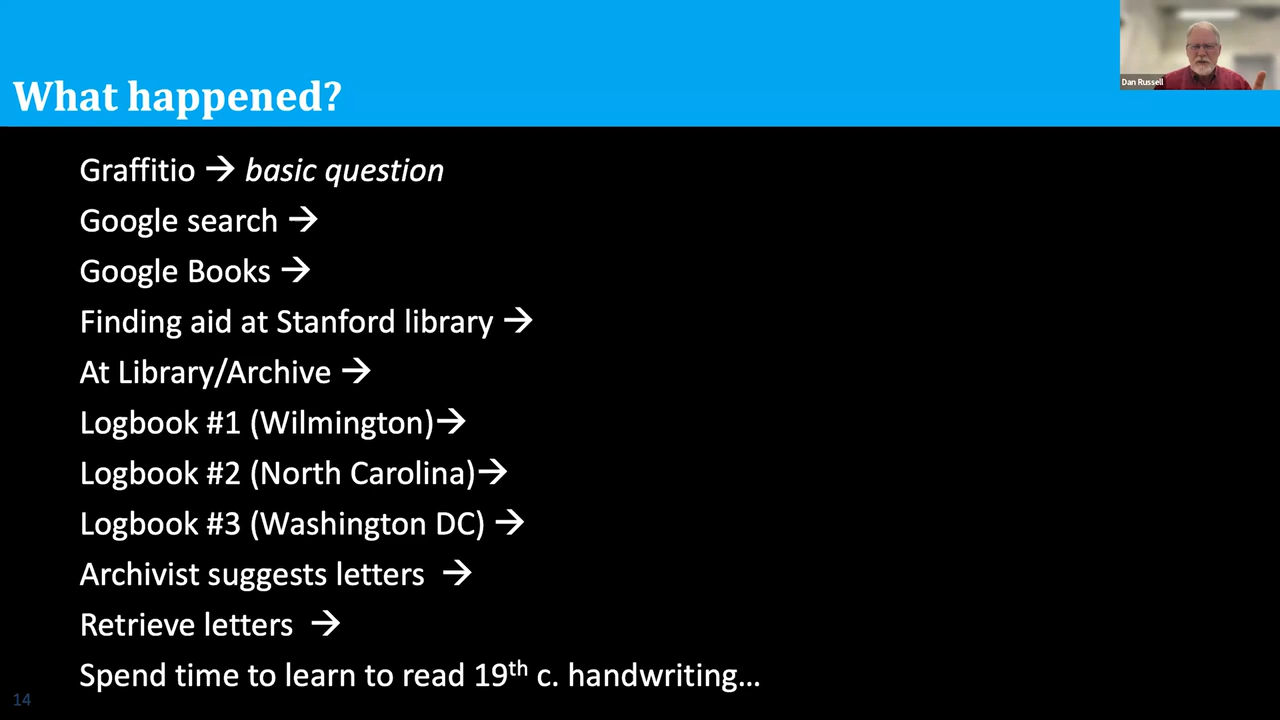 What happened?
Dan Russell
Graffitio → basic question
Google search →
Google Books →
Finding aid at Stanford library →
At Library/Archive →
Logbook #1 (Wilmington)→
Logbook #2 (North Carolina)→
Logbook #3 (Washington DC) →
Archivist suggests letters →
Retrieve letters →
Spend time to learn to read 19th c. handwriting...
14